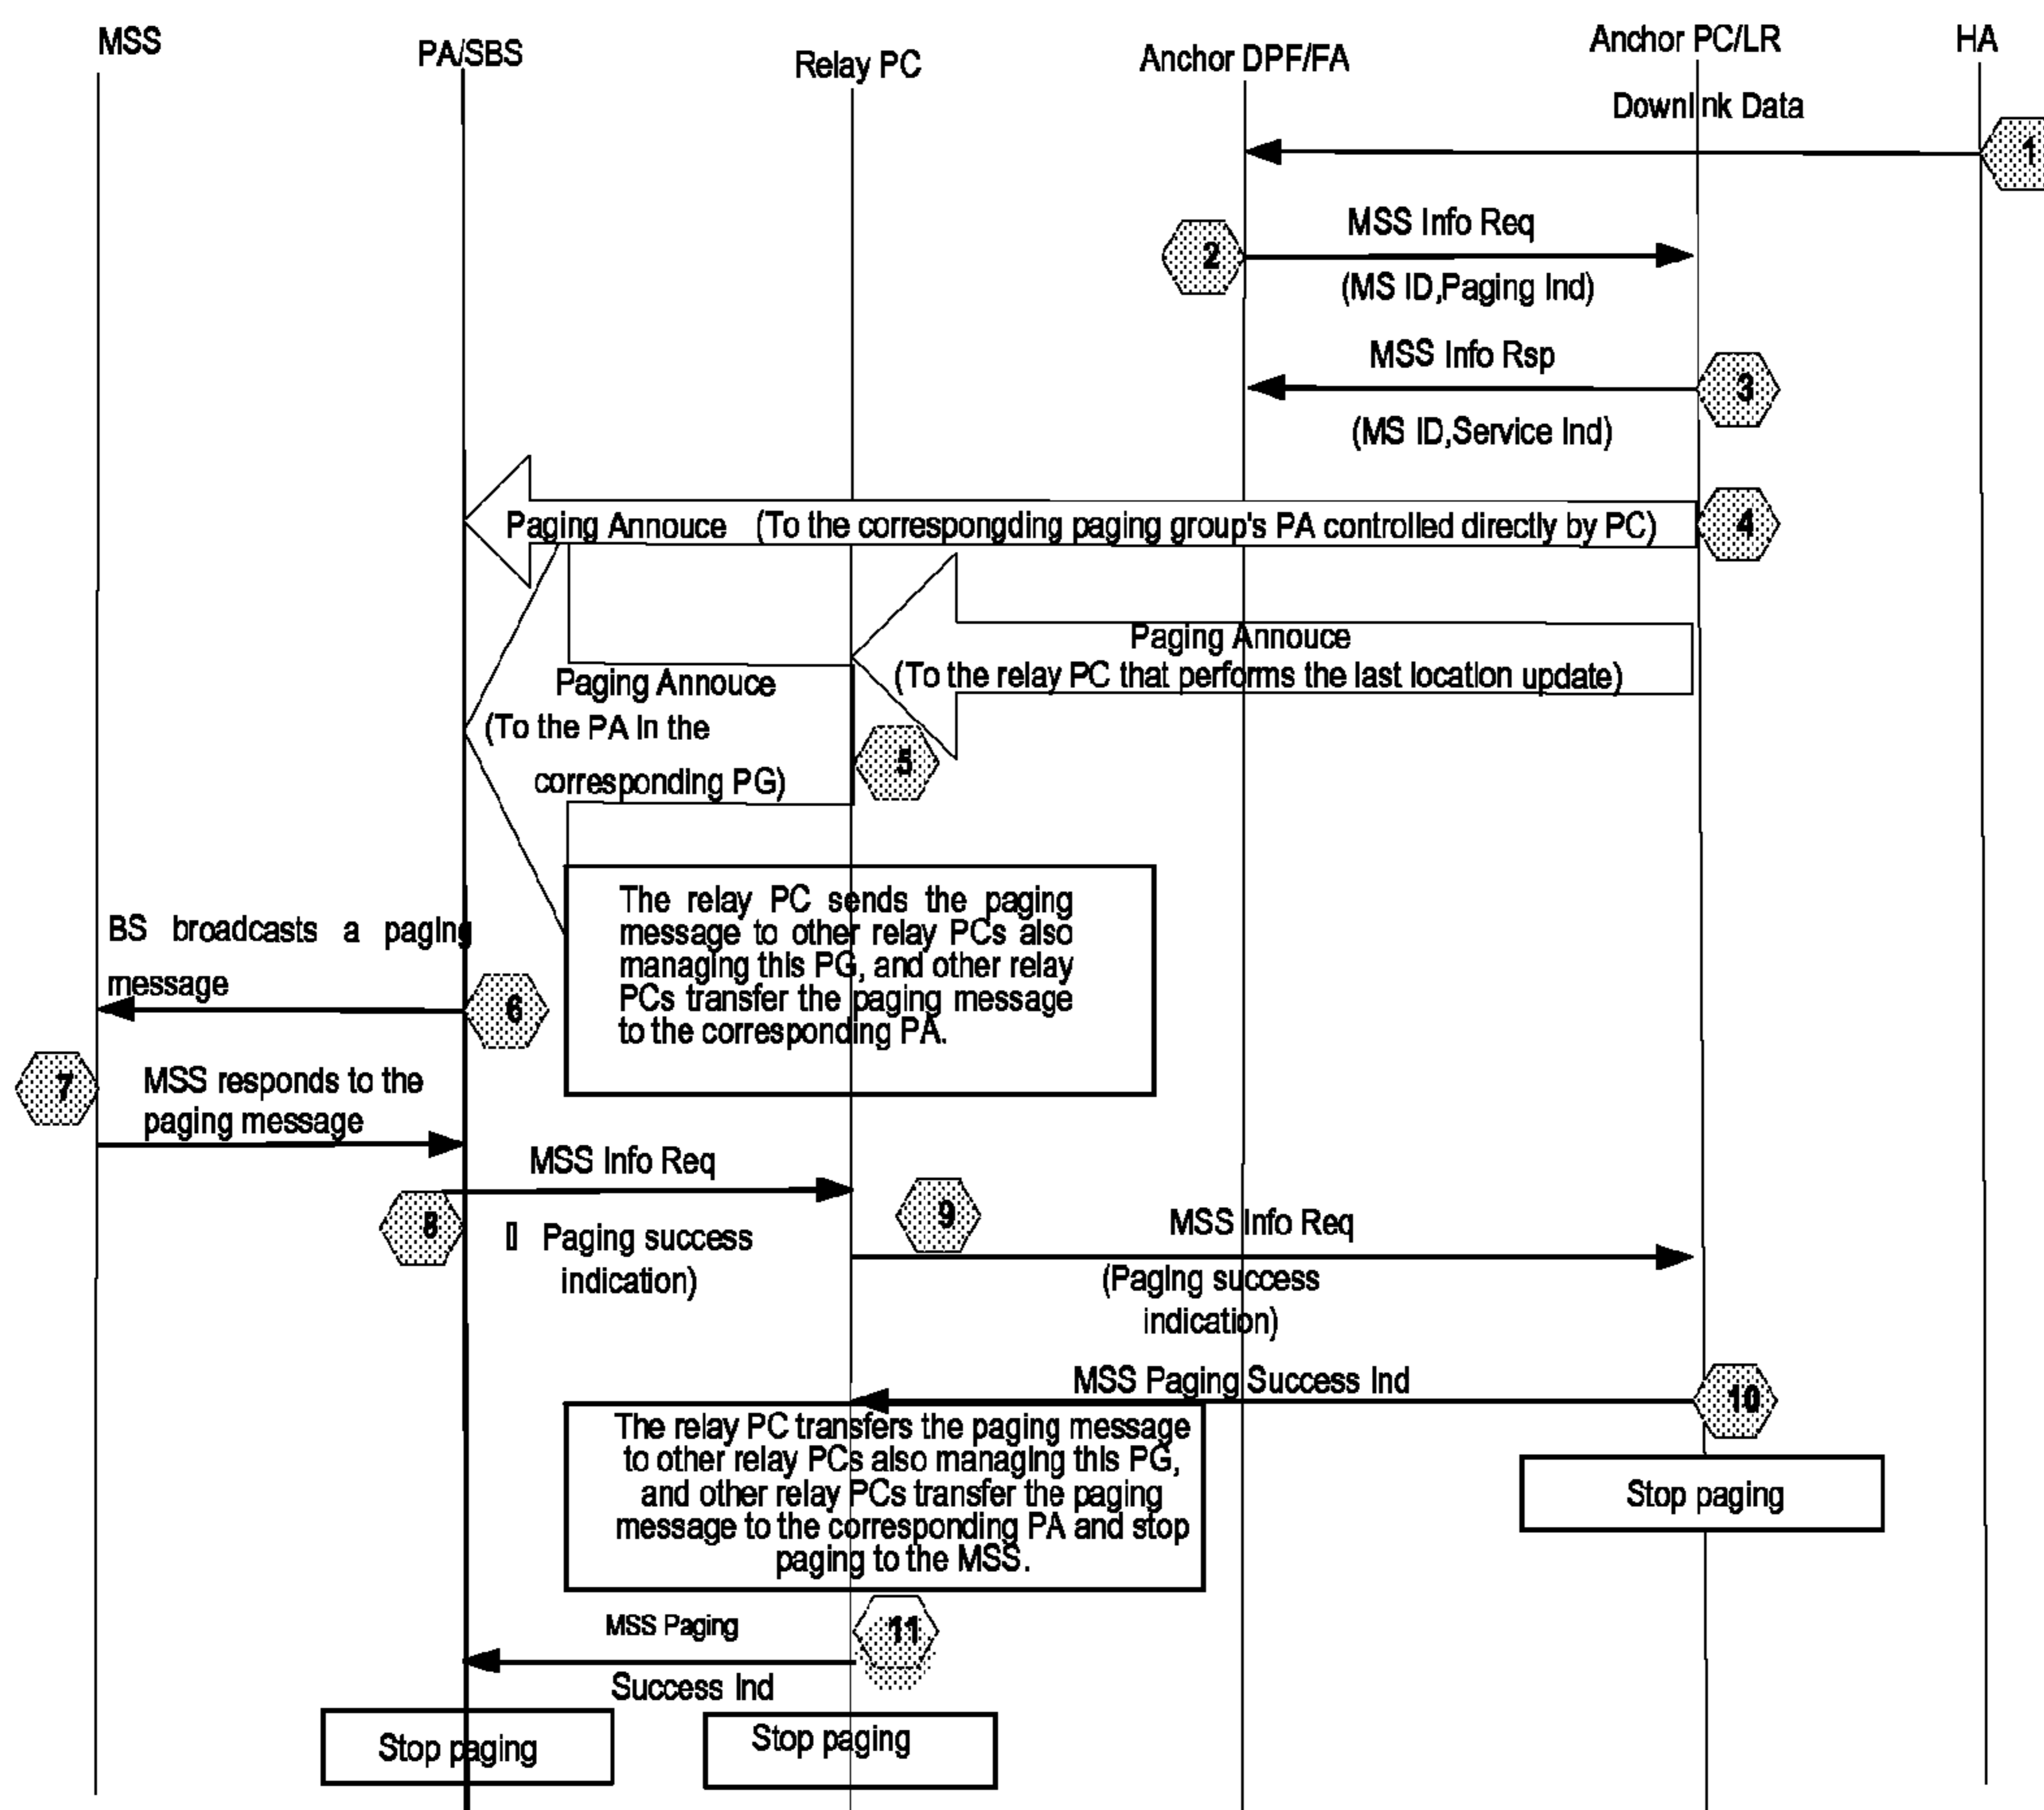 MSS
PA/SBS
Relay PC
Anchor DPF/FA
Anchor PC/LR
HA
Downlink Data
1
MSS Info Req
2
(MS ID,Paging Ind)
MSS Info Rsp
3
(MS ID,Service Ind)
Paging Annouce (To the correspongding paging group's PA controlled directly by PC)
4
Paging Annouce
(To the relay PC that performs the last location update)
Paging Annouce
(To the PA in the
corresponding PG)
5
The relay PC sends the paging
message to other relay PCs also
managing this PG, and other relay
PCs transfer the paging message
to the corresponding PA.
BS broadcasts a paging
message
6
7
MSS responds to the
paging message
MSS Info Req
8
Paging success
indication)
9
MSS Info Req
(Paging success
indication)
MSS Paging Success Ind
10
The relay PC transfers the paging message
to other relay PCs also managing this PG,
and other relay PCs transfer the paging
message to the corresponding PA and stop
paging to the MSS.
Stop paging
11
MSS Paging
Success Ind
Stop paging
Stop paging